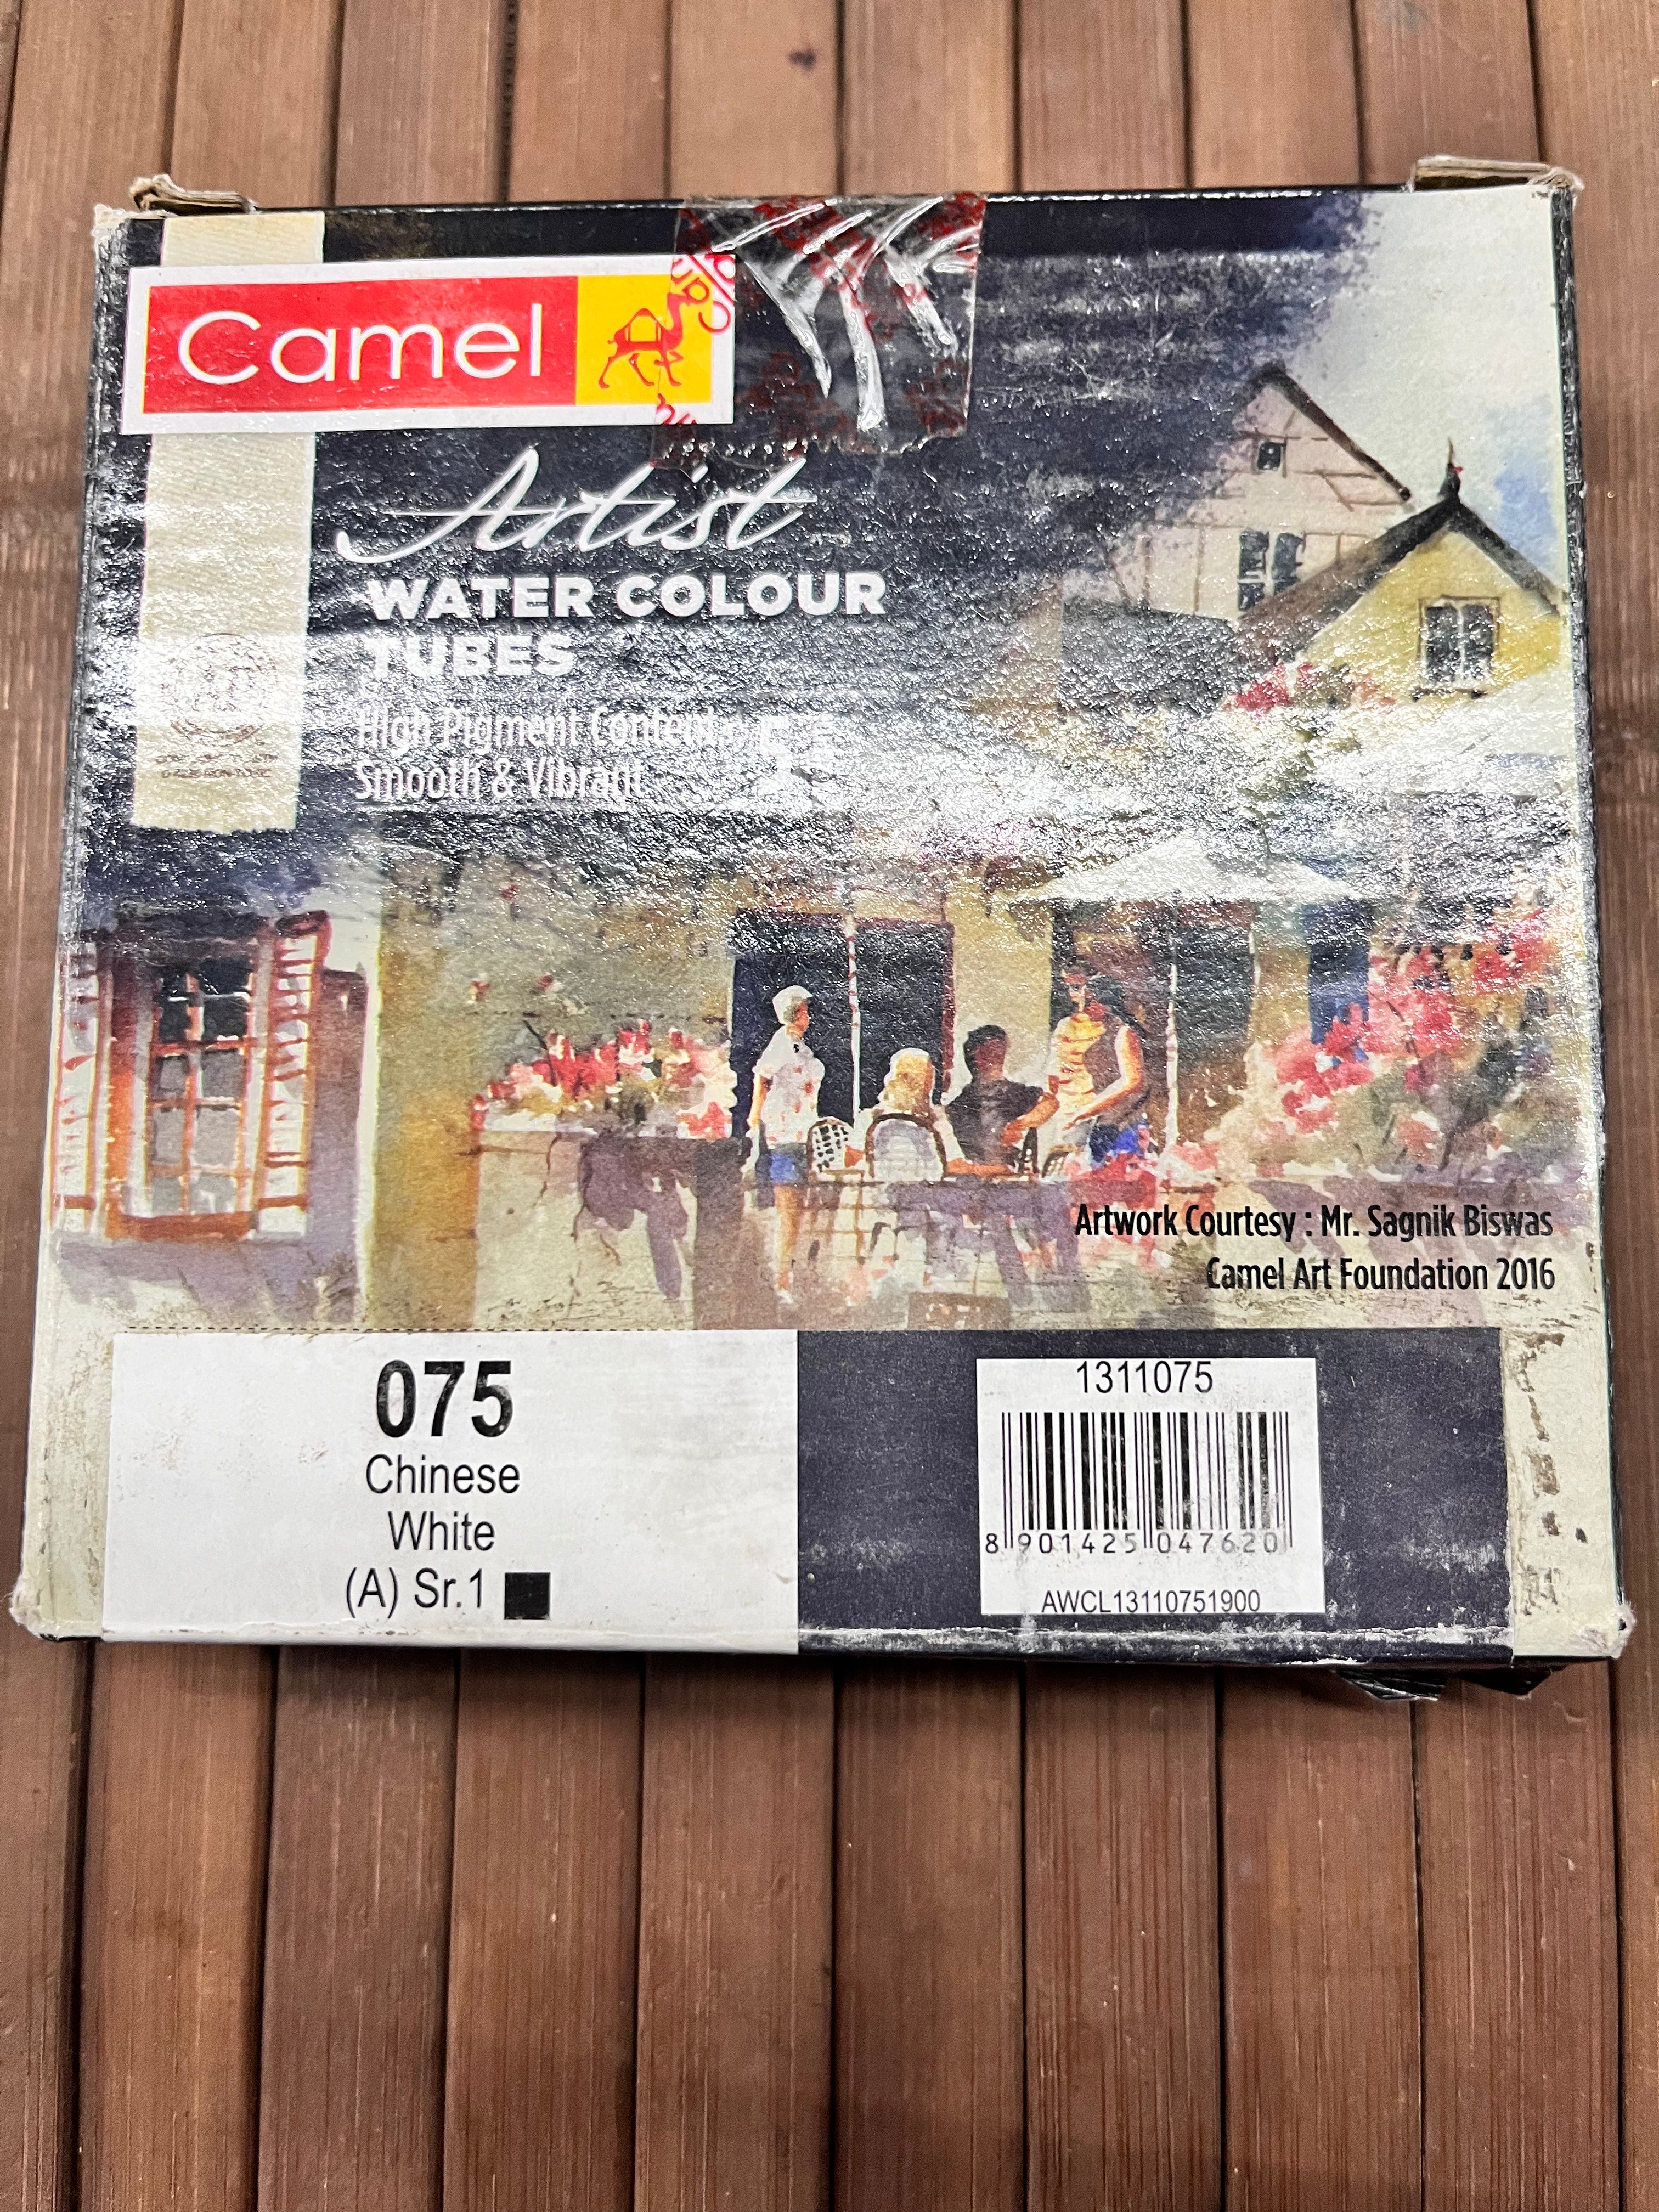 Camel
Artist
WATER COLOUR
TUBES
High Pigment Content
Smooth & Vibrant
Artwork Courtesy : Mr. Sagnik Biswas
Camel Art Foundation 2016
075
Chinese
White
(A) Sr.1
1311075
8 901425 047620
AWCL13110751900